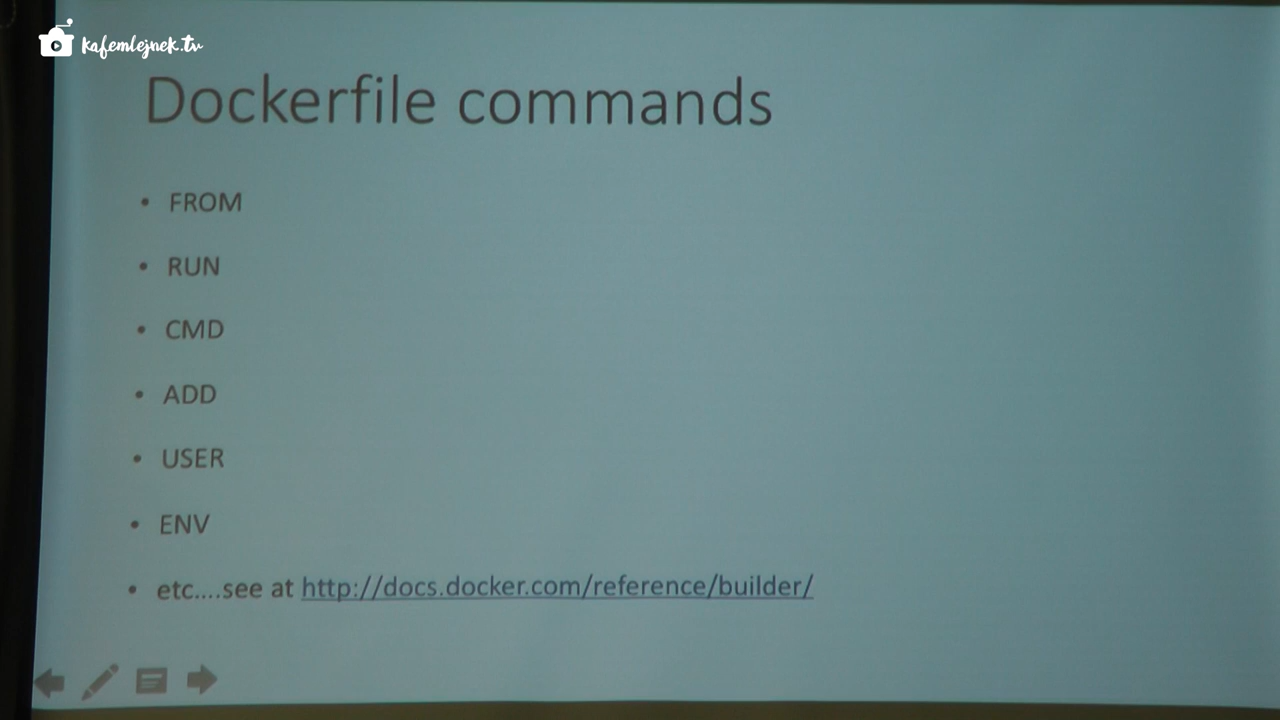 kafemlejnek.tv
Dockerfile commands
• FROM
• RUN
• CMD
• ADD
• USER
• ENV
• etc....see at http://docs.docker.com/reference/builder/